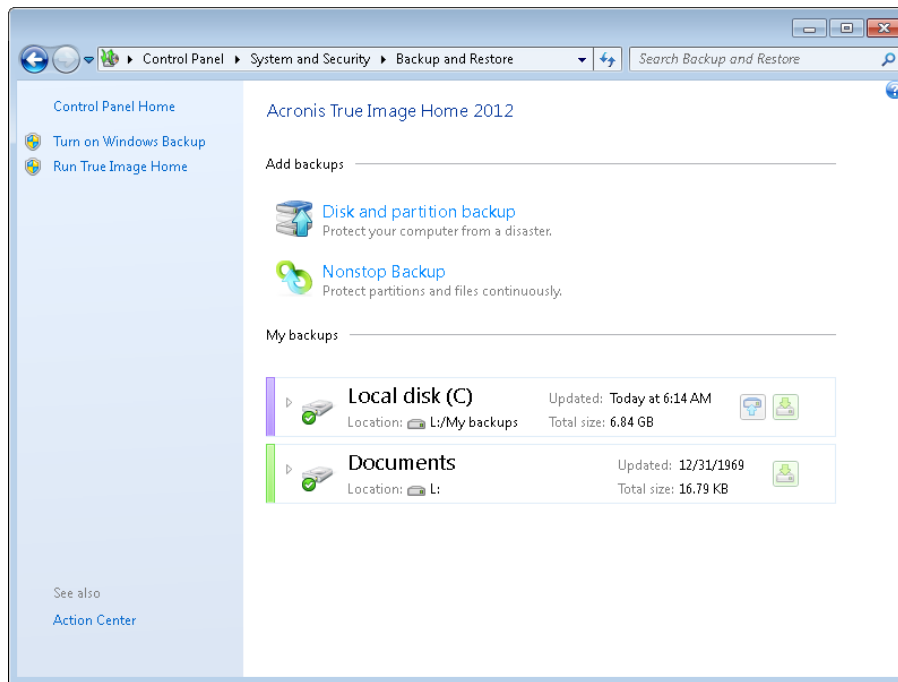 Control Panel System and Security Backup and Restore Search Backup and Restore
Control Panel Home
Turn on Windows Backup
Run True Image Home
See also
Action Center
Acronis True Image Home 2012
Add backups
Disk and partition backup
Protect your computer from a disaster.
Nonstop Backup
Protect partitions and files continuously.
My backups
Local disk (C) Updated: Today at 6:14 AM
Location: L:/My backups Total size: 6.84 GB
Documents Updated: 12/31/1969
Location: L: Total size: 16.79 KB